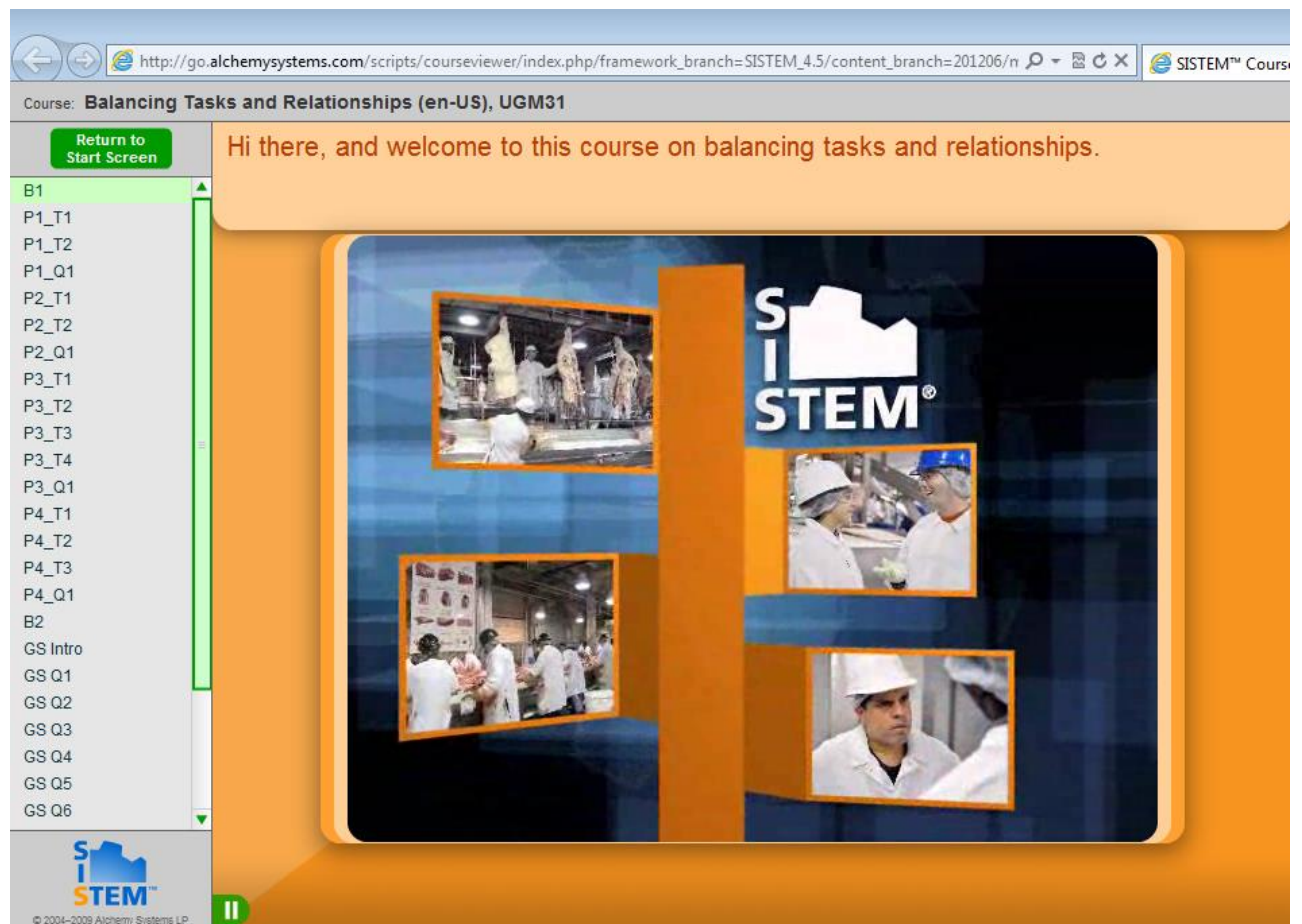 http://go.alchemysystems.com/scripts/courseviewer/index.php/framework_branch=SISTEM_4.5/content_branch=201206/n
SISTEM™ Course
Course: Balancing Tasks and Relationships (en-US), UGM31
Return to
Start Screen
Hi there, and welcome to this course on balancing tasks and relationships.
B1
P1_T1
P1_T2
P1_Q1
P2_T1
P2_T2
P2_Q1
P3_T1
P3_T2
P3_T3
P3_T4
P3_Q1
P4_T1
P4_T2
P4_T3
P4_Q1
B2
GS Intro
GS Q1
GS Q2
GS Q3
GS Q4
GS Q5
GS Q6
S
I
STEM®
S
I
STEM™
© 2004–2009 Alchemy Systems LP